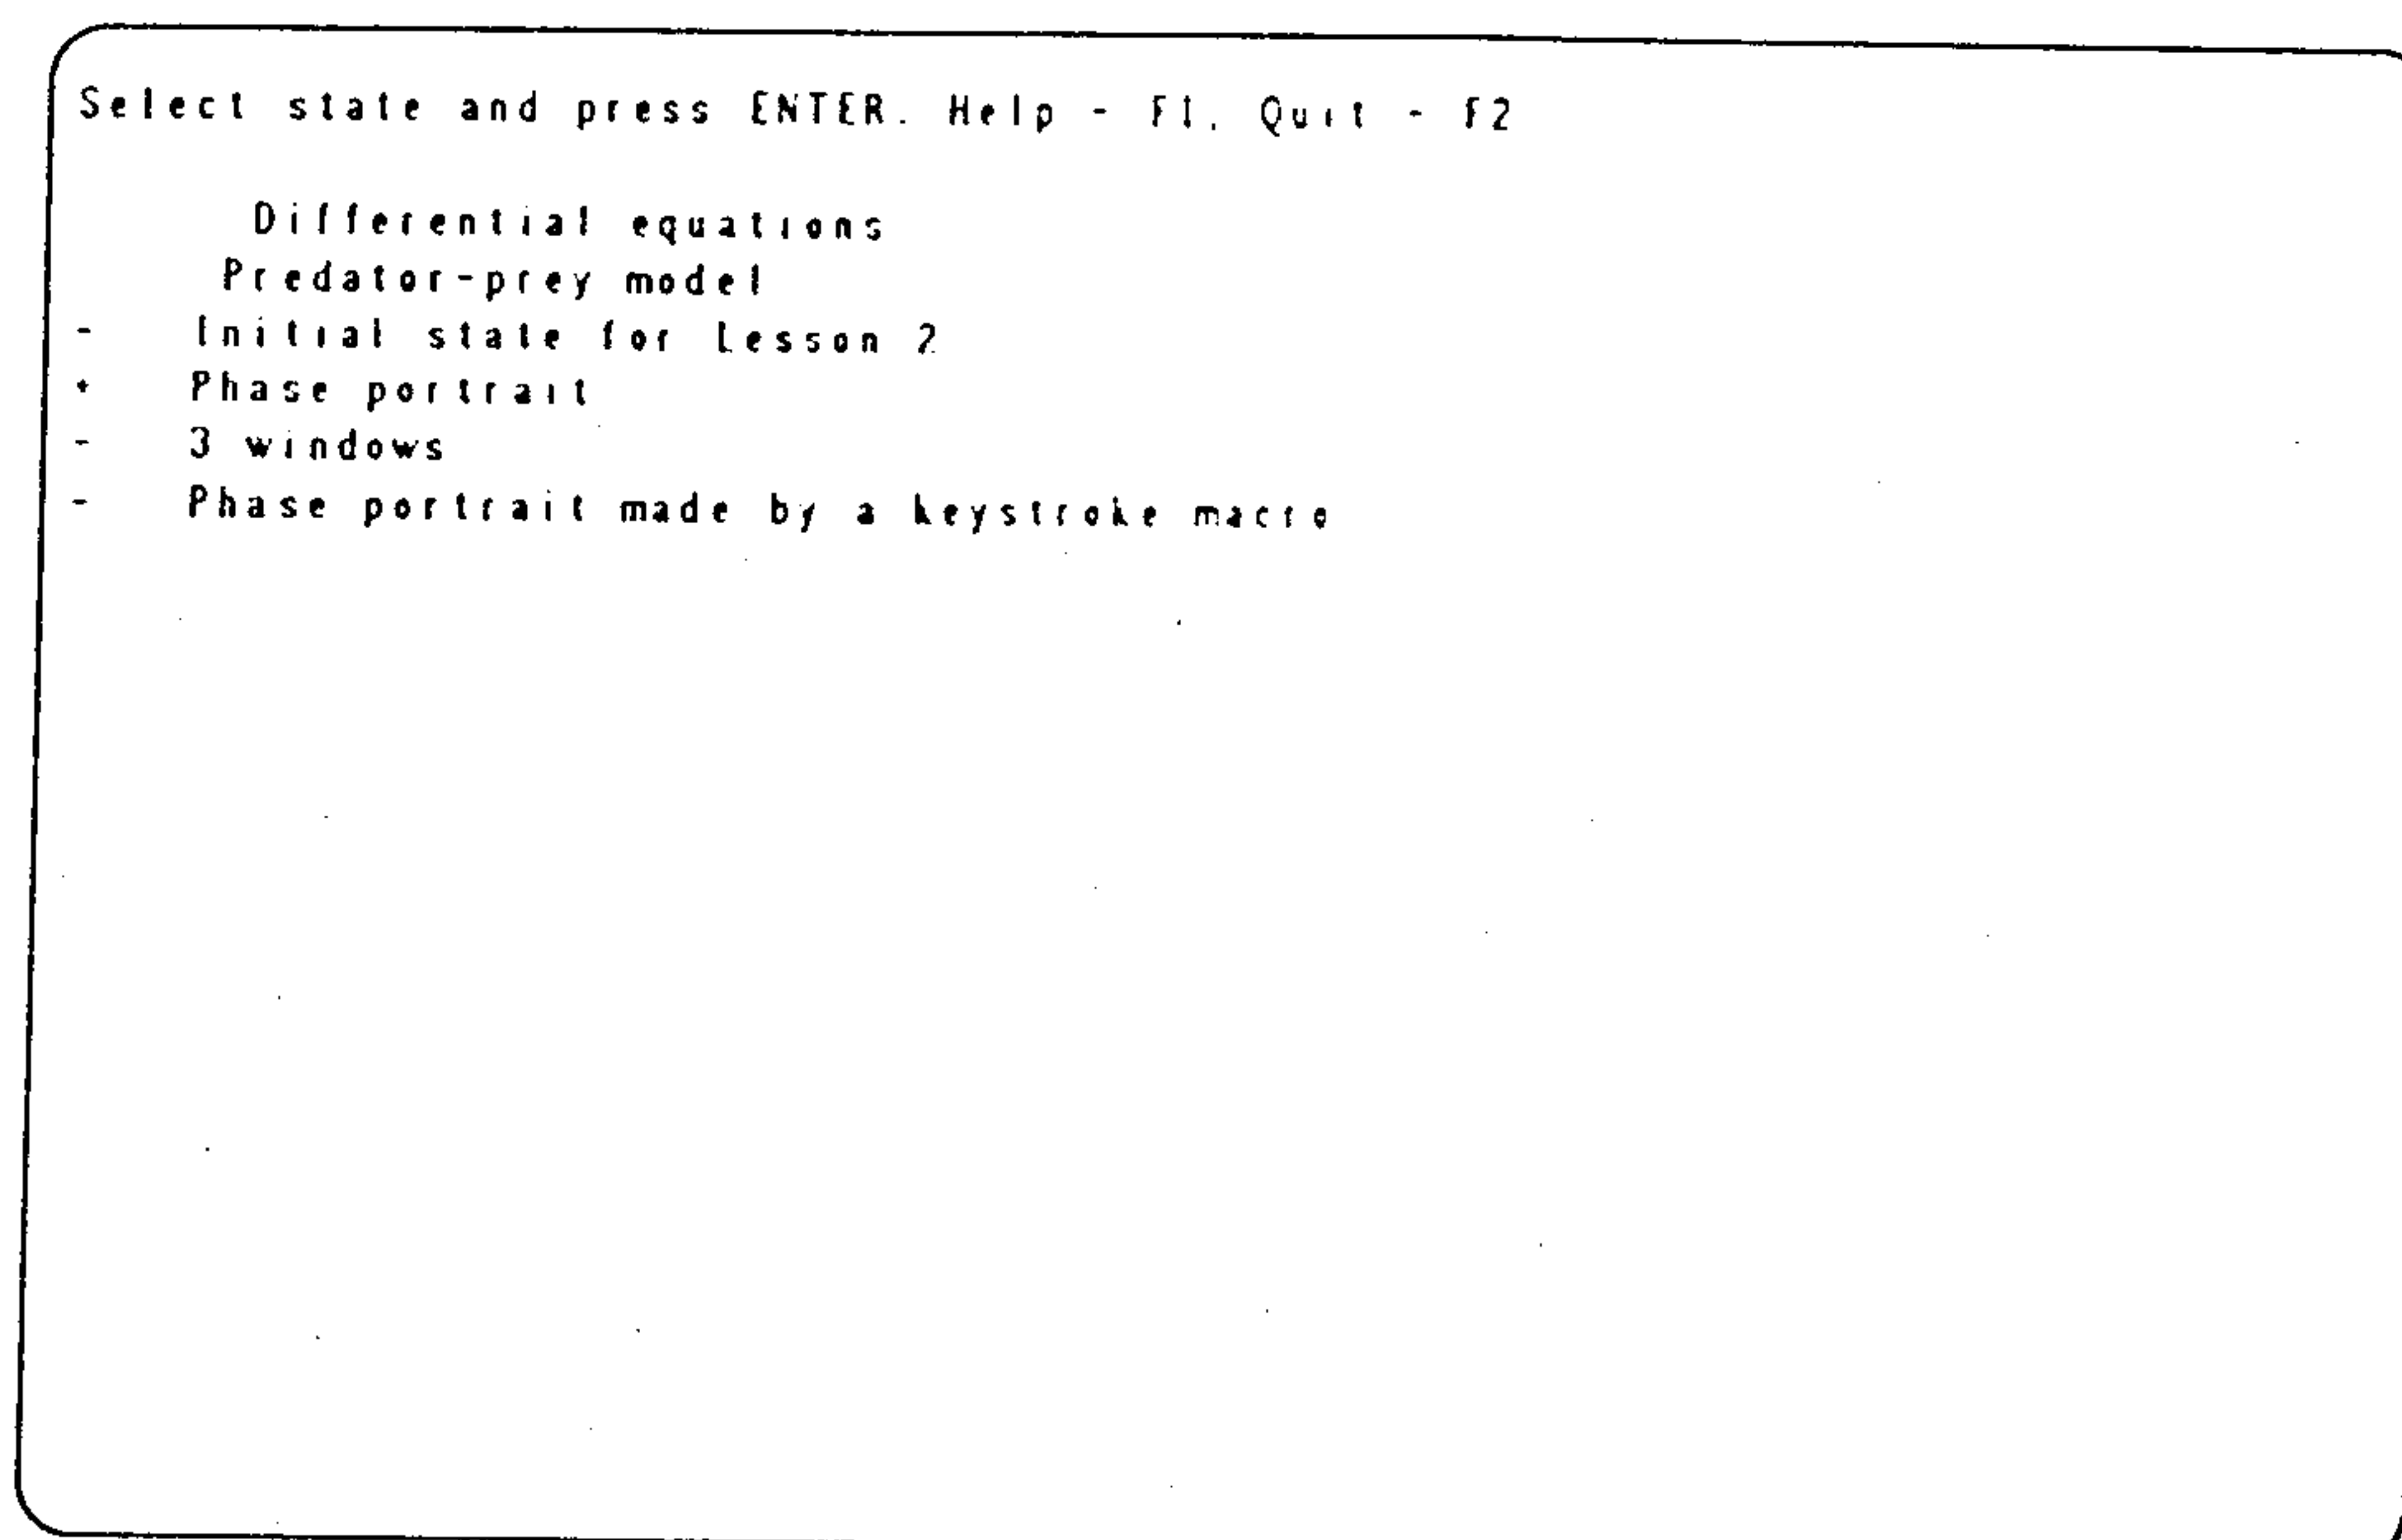 Select state and press ENTER. Help - F1, Quit - F2
Differential equations
Predator-prey model
- Initial state for Lesson 2
+ Phase portrait
- 3 windows
- Phase portrait made by a keystroke macro